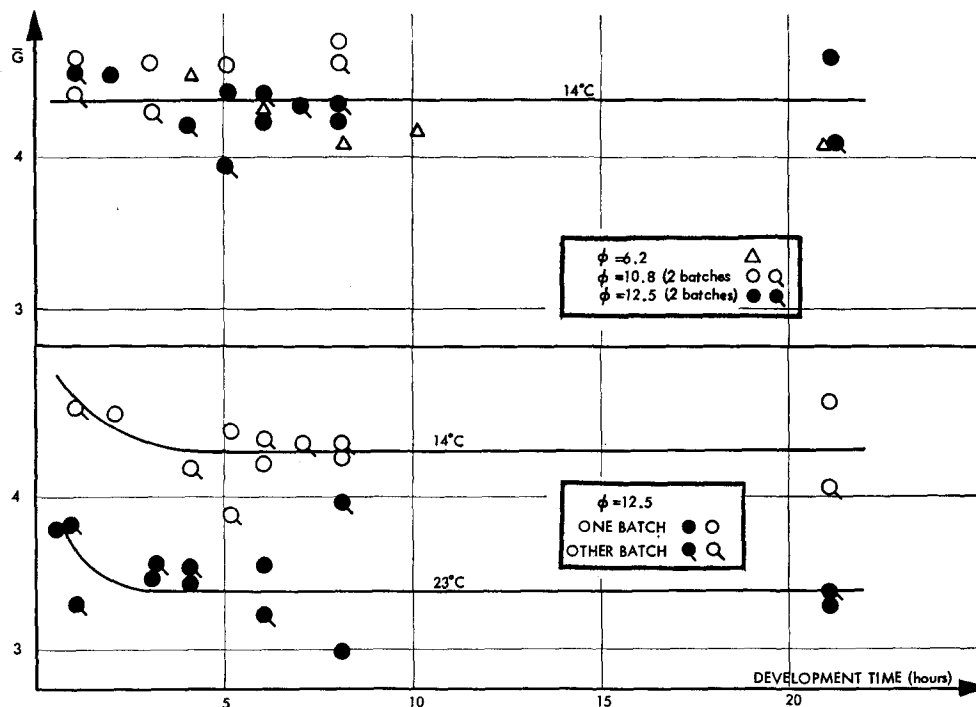 G̅
14°C
4
ϕ =6.2
ϕ =10.8 (2 batches
ϕ =12.5 (2 batches)
3
14°C
4
ϕ =12.5
ONE BATCH
OTHER BATCH
23°C
3
DEVELOPMENT TIME (hours)
5
10
15
20